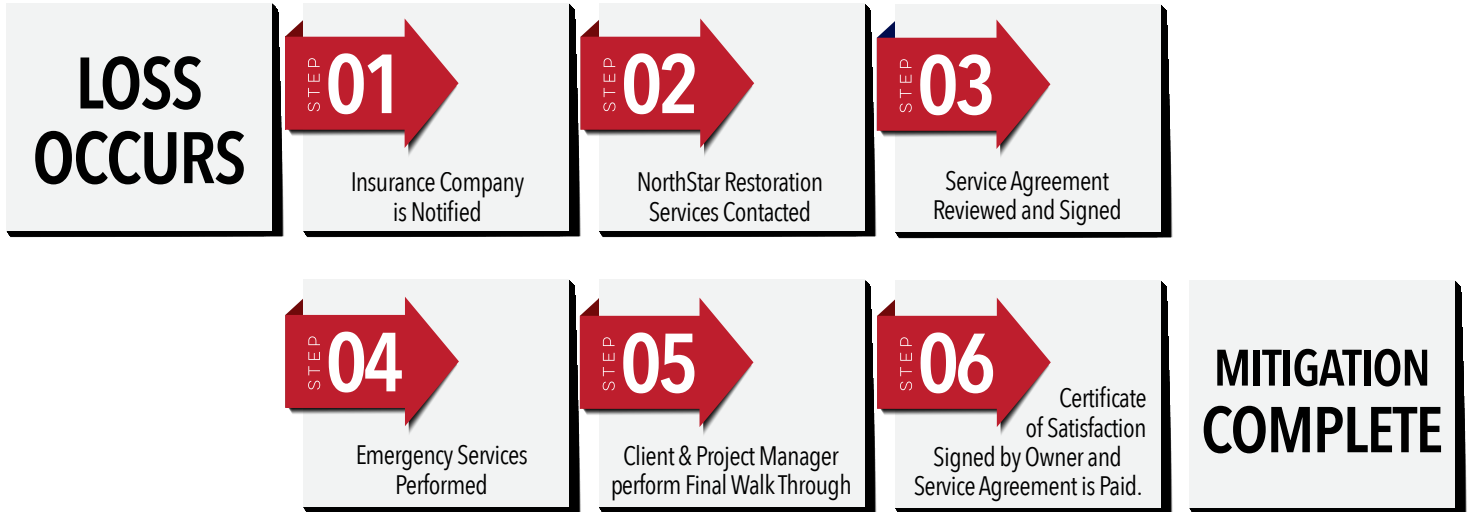 LOSS
OCCURS
STEP 01
Insurance Company
is Notified
STEP 02
NorthStar Restoration
Services Contacted
STEP 03
Service Agreement
Reviewed and Signed
STEP 04
Emergency Services
Performed
STEP 05
Client & Project Manager
perform Final Walk Through
STEP 06
Certificate
of Satisfaction
Signed by Owner and
Service Agreement is Paid.
MITIGATION
COMPLETE